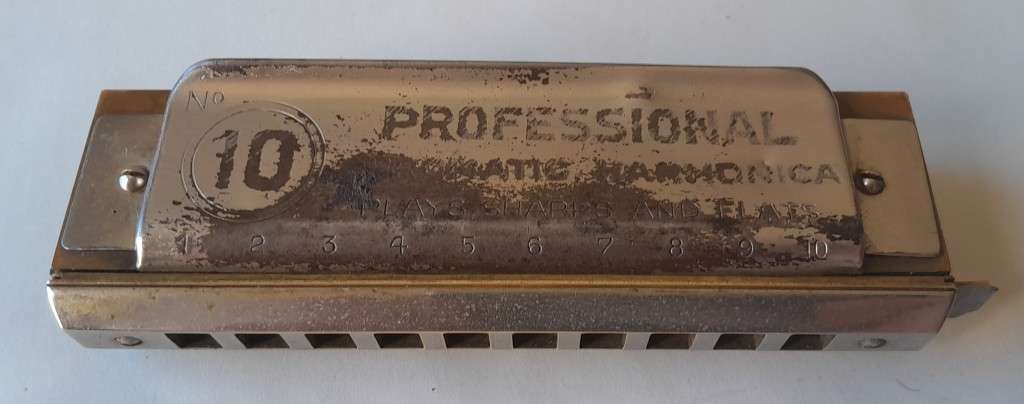 No
10
PROFESSIONAL
HARMONICA
PLAYS SHARPS AND FLATS
1 2 3 4 5 6 7 8 9 10